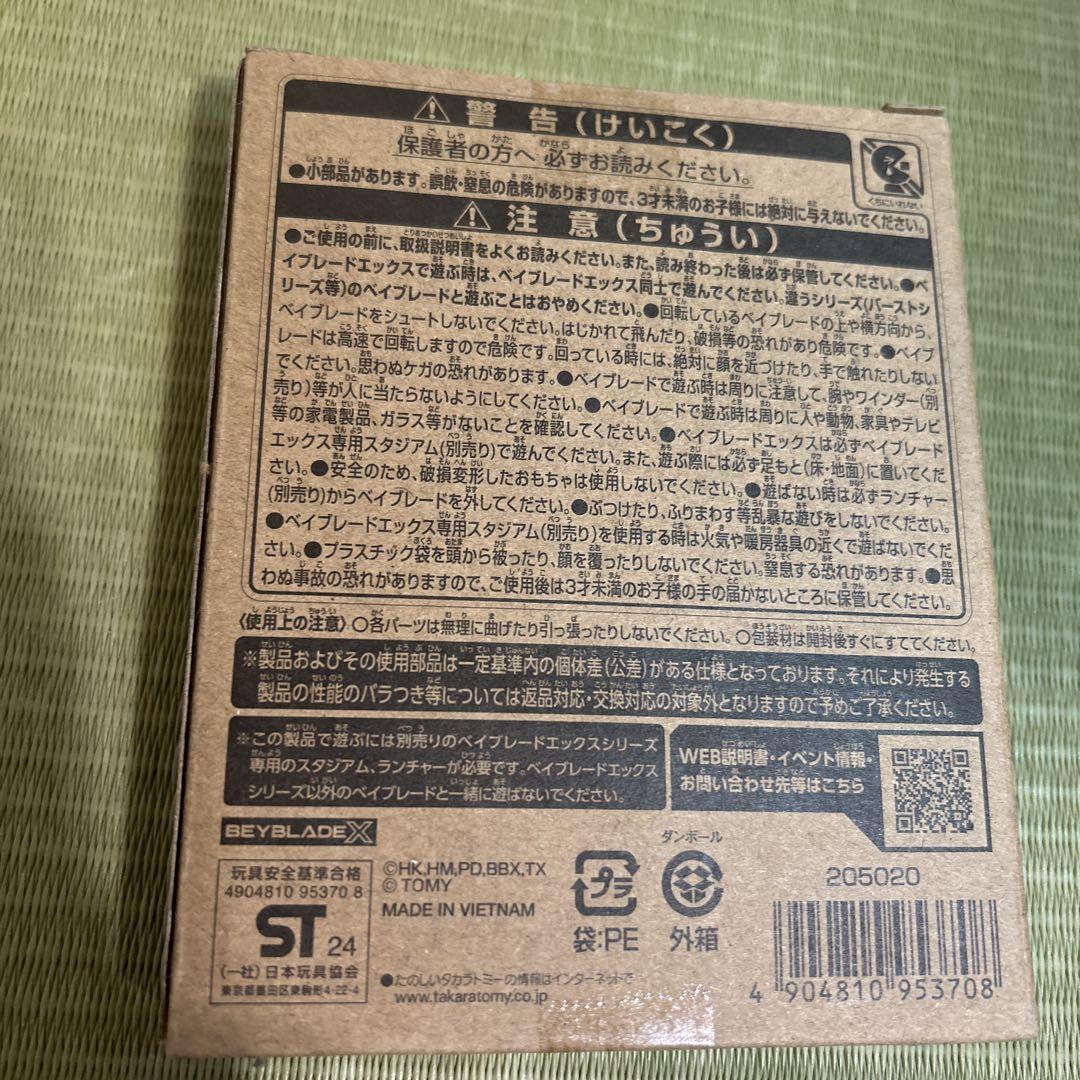 警告(けいこく)
保護者の方へ 必ずお読みください。
●小部品があります。誤飲・窒息の危険がありますので、3才未満のお子様には絶対に与えないでください。
くちにいれない
注意(ちゅうい)
●ご使用の前に、取扱説明書をよくお読みください。また、読み終わった後は必ず保管してください。●ベ
イブレードエックスで遊ぶ時は、ベイブレードエックス同士で遊んでください。違うシリーズ(バーストシ
リーズ等)のベイブレードと遊ぶことはおやめください。●回転しているベイブレードの上や横方向から、
ベイブレードをシュートしないでください。はじかれて飛んだり、破損等の恐れがあり危険です。●ベイブ
レードは高速で回転しますので危険です。回っている時には、絶対に顔を近づけたり、手で触れたりしない
でください。思わぬケガの恐れがあります。●ベイブレードで遊ぶ時は周りに注意して、腕やワインダー(別
売り)等が人に当たらないようにしてください。●ベイブレードで遊ぶ時は周りに人や動物、家具やテレビ
等の家電製品、ガラス等がないことを確認してください。●ベイブレードエックスは必ずベイブレード
エックス専用スタジアム(別売り)で遊んでください。また、遊ぶ際には必ず足もと(床・地面)に置いてくだ
さい。●安全のため、破損変形したおもちゃは使用しないでください。●遊ばない時は必ずランチャー
(別売り)からベイブレードを外してください。●ぶつけたり、ふりまわす等乱暴な遊びをしないでください。
●ベイブレードエックス専用スタジアム(別売り)を使用する時は火気や暖房器具の近くで遊ばないでくだ
さい。●プラスチック袋を頭から被ったり、顔を覆ったりしないでください。窒息する恐れがあります。●思
わぬ事故の恐れがありますので、ご使用後は3才未満のお子様の手の届かないところに保管してください。
〈使用上の注意〉○各パーツは無理に曲げたり引っ張ったりしないでください。○包装材は開封後すぐにすててください。
※製品およびその使用部品は一定基準内の個体差(公差)がある仕様となっております。それにより発生する
製品の性能のバラつき等については返品対応・交換対応の対象外となりますので予めご了承ください。
※この製品で遊ぶには別売りのベイブレードエックスシリーズ
専用のスタジアム、ランチャーが必要です。ベイブレードエックス
シリーズ以外のベイブレードと一緒に遊ばないでください。
WEB説明書・イベント情報・
お問い合わせ先等はこちら
BEYBLADE X
玩具安全基準合格
4904810 95370 8
ST 24
(一社)日本玩具協会
東京都墨田区東駒形4-22-4
©HK,HM,PD,BBX,TX
© TOMY
MADE IN VIETNAM
●たのしいタカラトミーの情報はインターネットで
www.takaratomy.co.jp
プラ
袋:PE
ダンボール
外箱
205020
4 904810 953708